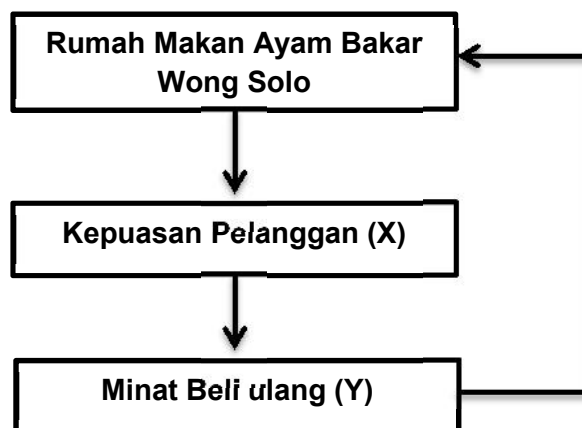 Rumah Makan Ayam Bakar
Wong Solo
Kepuasan Pelanggan (X)
Minat Beli ulang (Y)